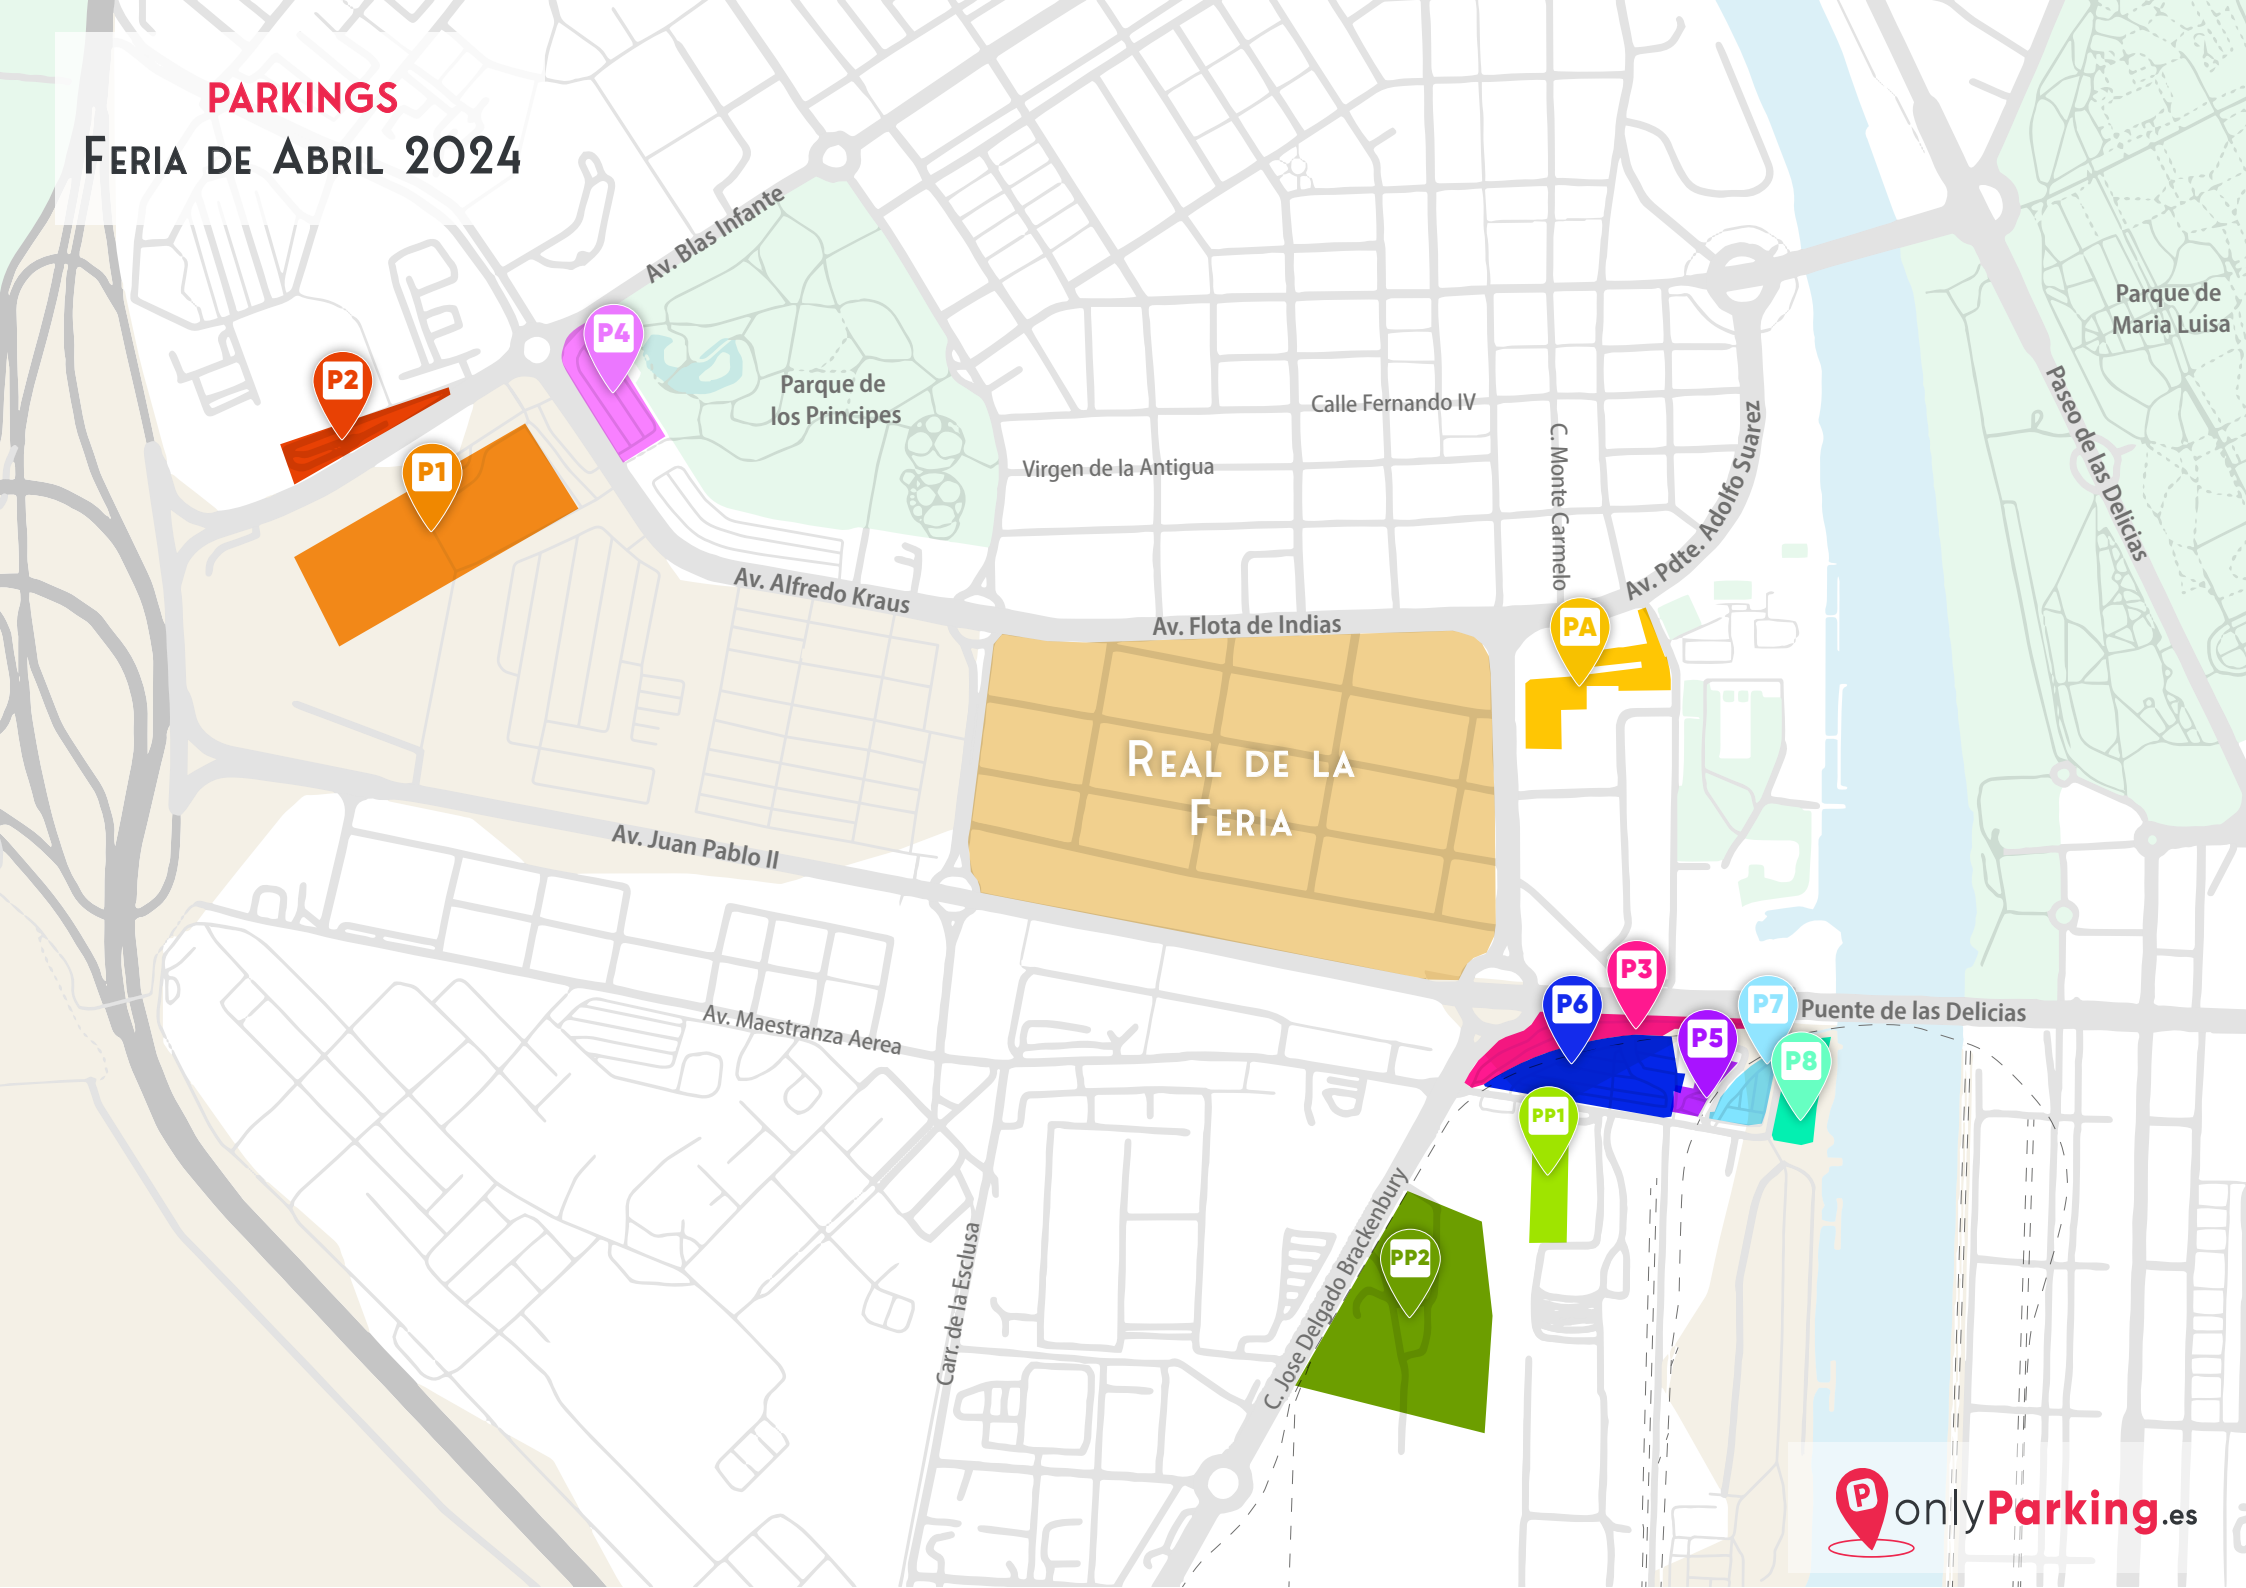 PARKINGS
FERIA DE ABRIL 2024
Av. Blas Infante
P4
P2
P1
Parque de
los Principes
Parque de
Maria Luisa
Paseo de las Delicias
Calle Fernando IV
Virgen de la Antigua
C. Monte Carmelo
Av. Pdte. Adolfo Suarez
Av. Alfredo Kraus
Av. Flota de Indias
PA
REAL DE LA
FERIA
Av. Juan Pablo II
Av. Maestranza Aerea
P3
P6
P7
P5
P8
Puente de las Delicias
PP1
PP2
Carr. de la Esclusa
C. Jose Delgado Brackenbury
P
onlyParking.es